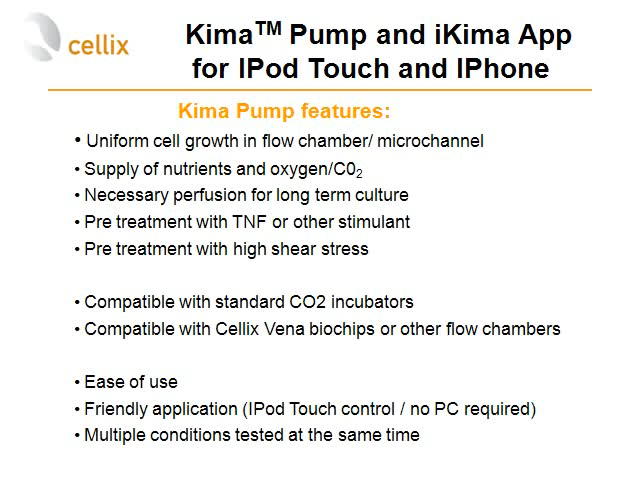 cellix
Kima™ Pump and iKima App
for IPod Touch and IPhone
Kima Pump features:
• Uniform cell growth in flow chamber/ microchannel
• Supply of nutrients and oxygen/C0₂
• Necessary perfusion for long term culture
• Pre treatment with TNF or other stimulant
• Pre treatment with high shear stress
• Compatible with standard CO2 incubators
• Compatible with Cellix Vena biochips or other flow chambers
• Ease of use
• Friendly application (IPod Touch control / no PC required)
• Multiple conditions tested at the same time